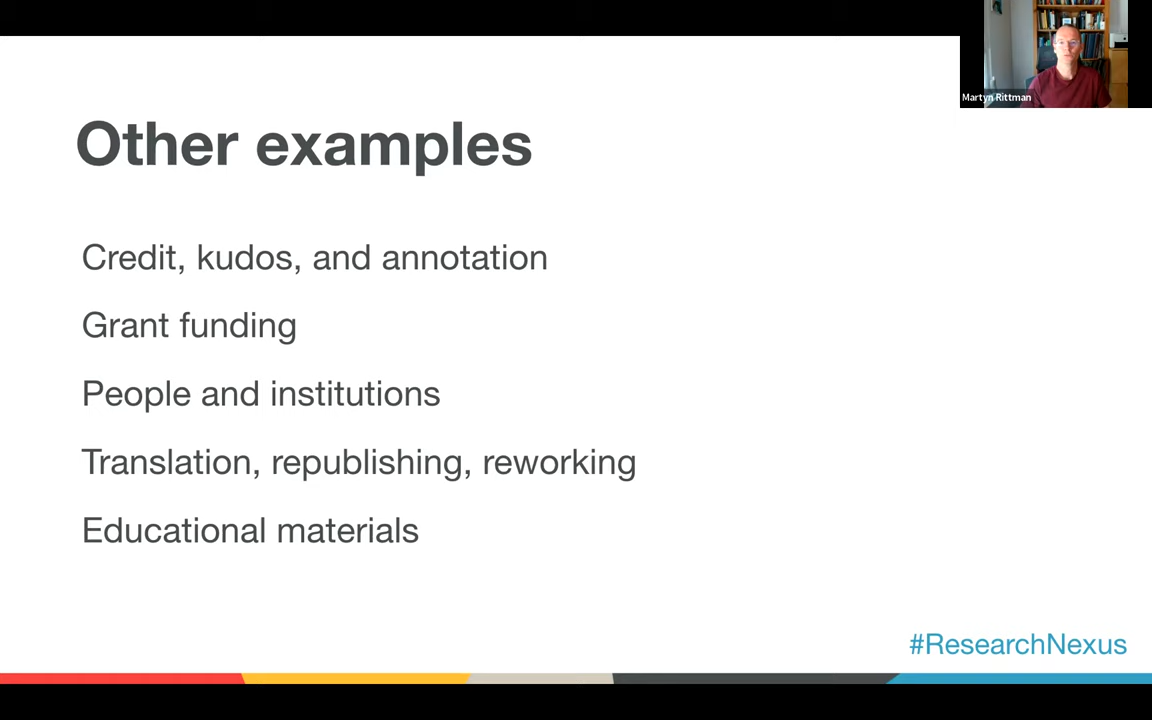 Martyn Rittman
Other examples
Credit, kudos, and annotation
Grant funding
People and institutions
Translation, republishing, reworking
Educational materials
#ResearchNexus